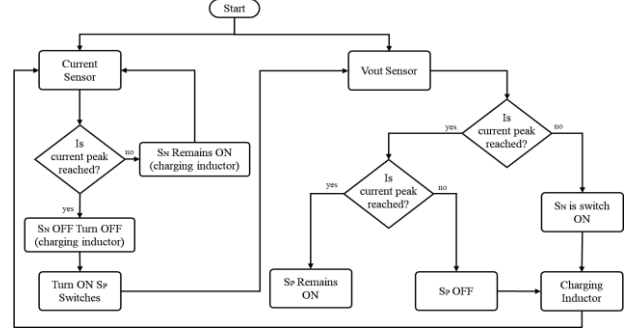 Start
Current
Sensor
Is
current peak
reached?
no
SN Remains ON
(charging inductor)
yes
SN OFF Turn OFF
(charging inductor)
Turn ON SP
Switches
Vout Sensor
Is
current peak
reached?
yes
no
Is
current peak
reached?
yes
no
SN is switch
ON
SP Remains
ON
SP OFF
Charging
Inductor